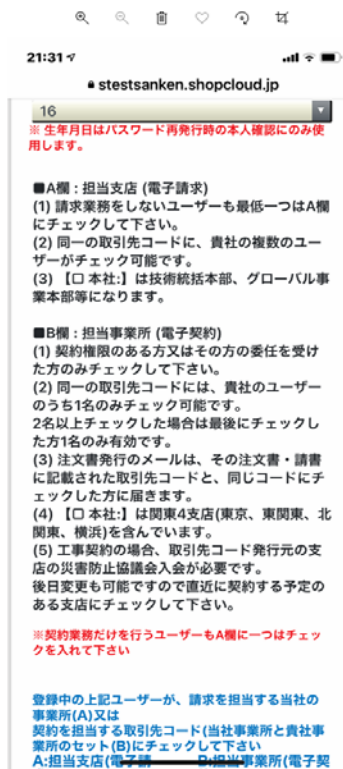 21:31
stestsanken.shopcloud.jp
16
※ 生年月日はパスワード再発行時の本人確認にのみ使
用します。
■A欄：担当支店 (電子請求)
(1) 請求業務をしないユーザーも最低一つはA欄
にチェックして下さい。
(2) 同一の取引先コードに、貴社の複数のユー
ザーがチェック可能です。
(3) 【□ 本社:】は技術統括本部、グローバル事
業本部等になります。
■B欄：担当事業所 (電子契約)
(1) 契約権限のある方又はその方の委任を受け
た方のみチェックして下さい。
(2) 同一の取引先コードには、貴社のユーザー
のうち1名のみチェック可能です。
2名以上チェックした場合は最後にチェックし
た方1名のみ有効です。
(3) 注文書発行のメールは、その注文書・請書
に記載された取引先コードと、同じコードにチ
ェックした方に届きます。
(4) 【□ 本社:】は関東4支店(東京、東関東、北
関東、横浜)を含んでいます。
(5) 工事契約の場合、取引先コード発行元の支
店の災害防止協議会入会が必要です。
後日変更も可能ですので直近に契約する予定の
ある支店にチェックして下さい。
※契約業務だけを行うユーザーもA欄に一つはチェッ
クを入れて下さい
登録中の上記ユーザーが、請求を担当する当社の
事業所(A)又は
契約を担当する取引先コード(当社事業所と貴社事
業所のセット(B)にチェックして下さい
A:担当支店(電子請 B:担当事業所(電子契